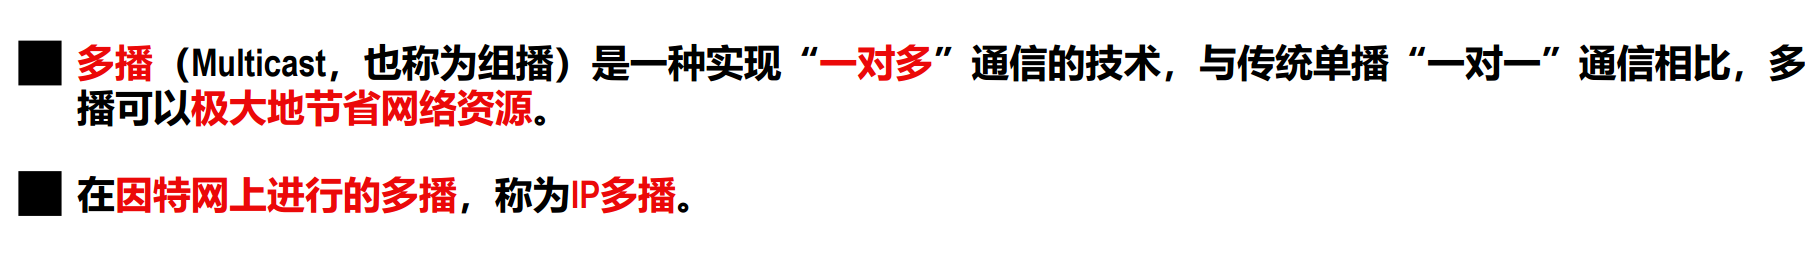 多播（Multicast，也称为组播）是一种实现“一对多”通信的技术，与传统单播“一对一”通信相比，多
播可以极大地节省网络资源。
在因特网上进行的多播，称为IP多播。